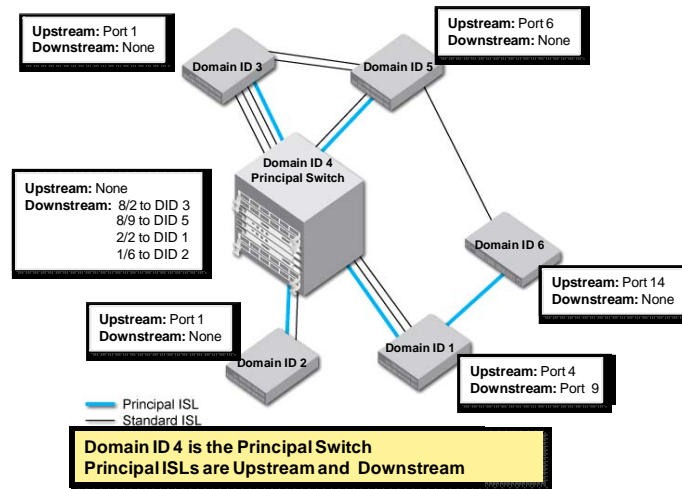 Upstream: Port 1
Downstream: None
Domain ID 3
Upstream: Port 6
Downstream: None
Domain ID 5
Domain ID 4
Principal Switch
Upstream: None
Downstream: 8/2 to DID 3
8/9 to DID 5
2/2 to DID 1
1/6 to DID 2
Domain ID 6
Upstream: Port 14
Downstream: None
Upstream: Port 1
Downstream: None
Domain ID 2
Domain ID 1
Upstream: Port 4
Downstream: Port 9
Principal ISL
Standard ISL
Domain ID 4 is the Principal Switch
Principal ISLs are Upstream and Downstream